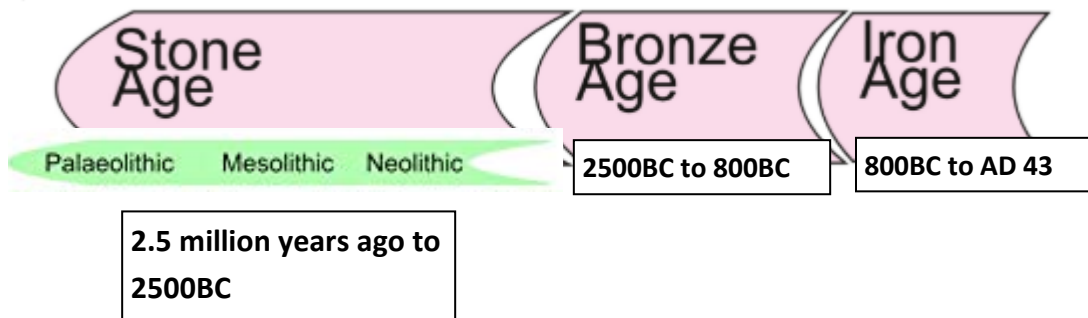 Stone
Age
Bronze
Age
Iron
Age
Palaeolithic Mesolithic Neolithic
2500BC to 800BC
800BC to AD 43
2.5 million years ago to
2500BC